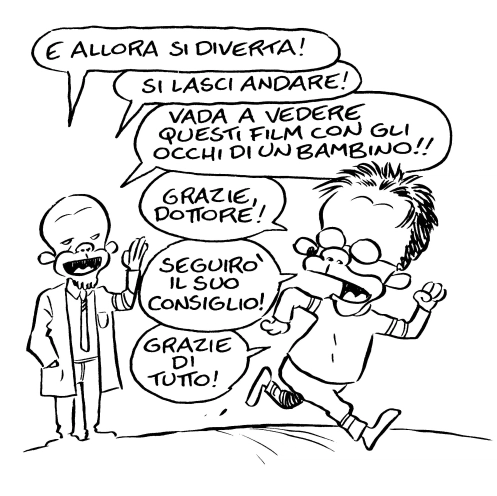 E ALLORA SI DIVERTA!
SI LASCI ANDARE!
VADA A VEDERE
QUESTI FILM CON GLI
OCCHI DI UN BAMBINO!!
GRAZIE,
DOTTORE!
SEGUIRO'
IL SUO
CONSIGLIO!
GRAZIE
DI
TUTTO!